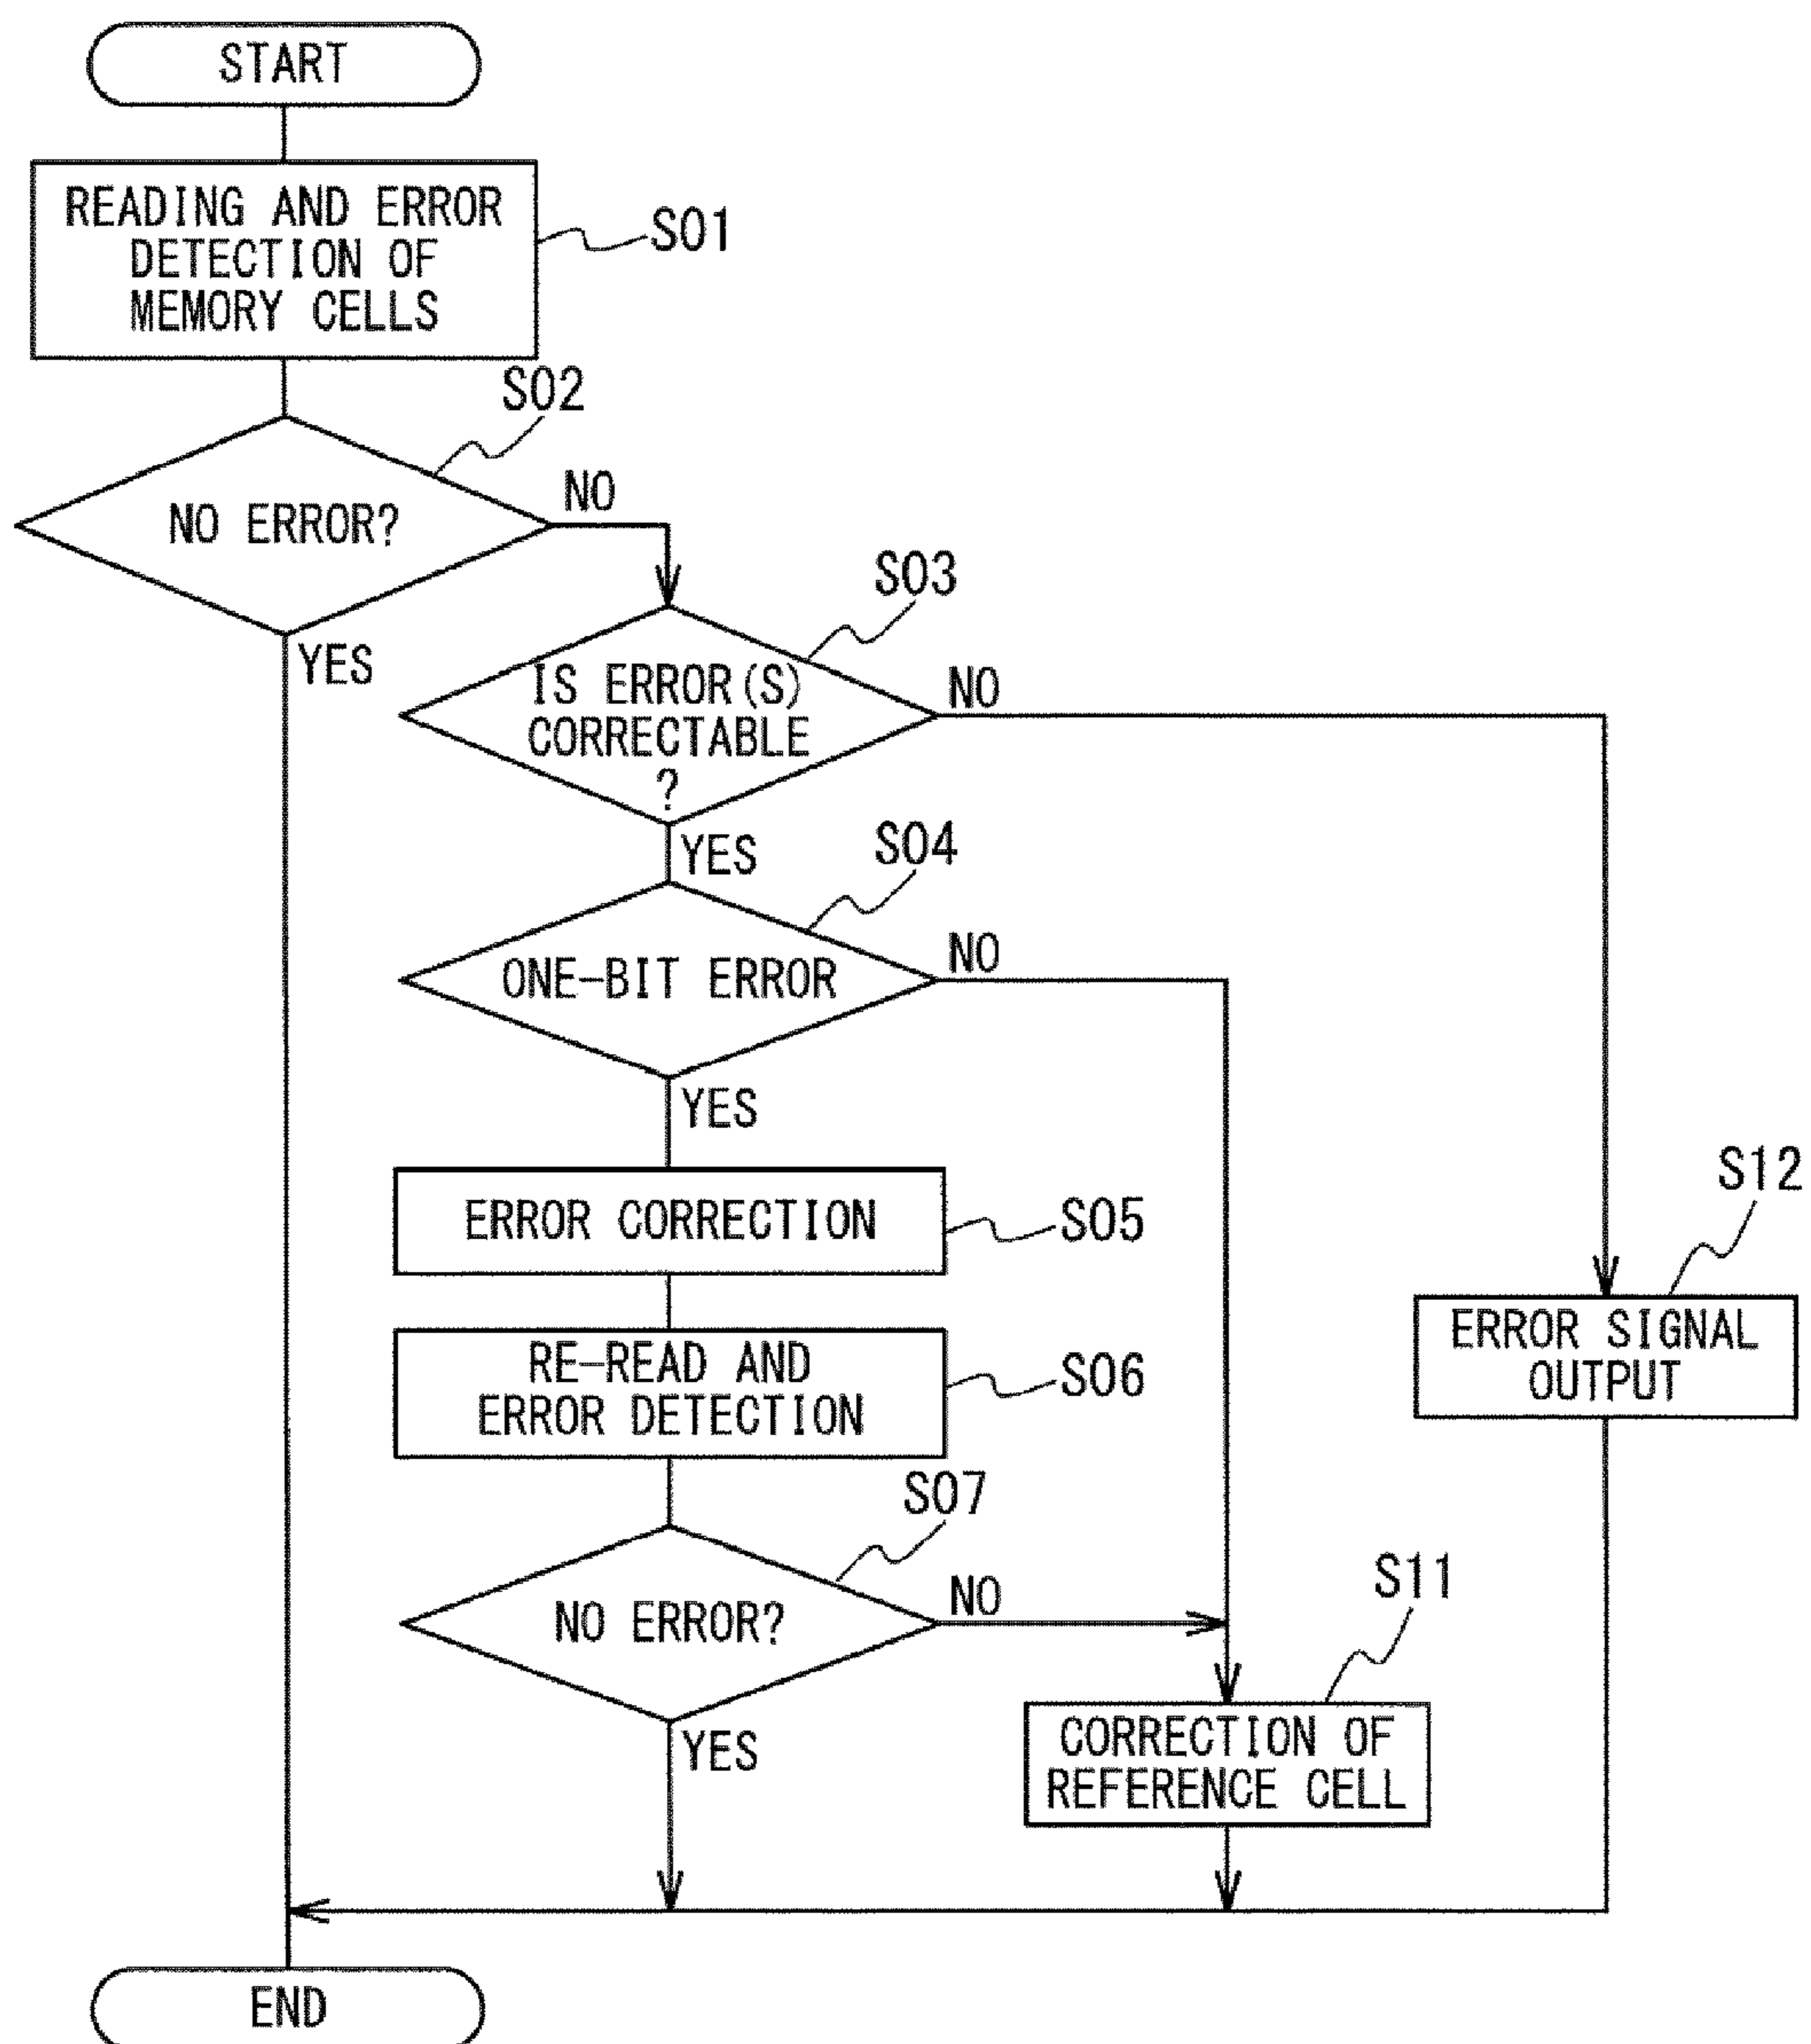 START
READING AND ERROR
DETECTION OF
MEMORY CELLS
S01
S02
NO ERROR?
NO
YES
S03
IS ERROR(S)
CORRECTABLE
?
NO
YES
S04
ONE-BIT ERROR
NO
YES
ERROR CORRECTION
S05
RE-READ AND
ERROR DETECTION
S06
S07
NO ERROR?
NO
YES
S11
CORRECTION OF
REFERENCE CELL
S12
ERROR SIGNAL
OUTPUT
END